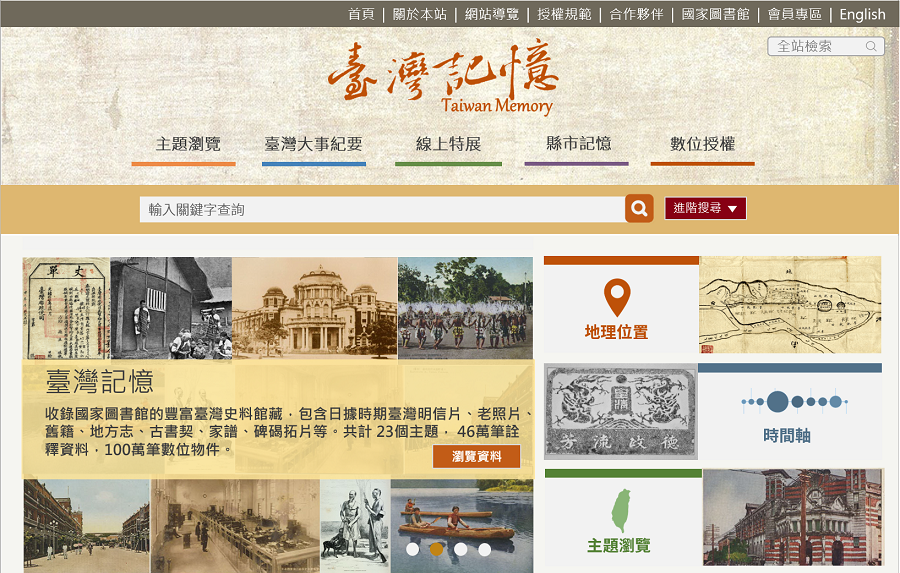 首頁 | 關於本站 | 網站導覽 | 授權規範 | 合作夥伴 | 國家圖書館 | 會員專區 | English
全站檢索
臺灣記憶
Taiwan Memory
主題瀏覽 臺灣大事紀要 線上特展 縣市記憶 數位授權
輸入關鍵字查詢 進階搜尋
丈單
臺灣記憶
收錄國家圖書館的豐富臺灣史料館藏，包含日據時期臺灣明信片、老照片、
舊籍、地方志、古書契、家譜、碑碣拓片等。共計 23個主題， 46萬筆詮
釋資料，100萬筆數位物件。
瀏覽資料
地理位置
時間軸
主題瀏覽